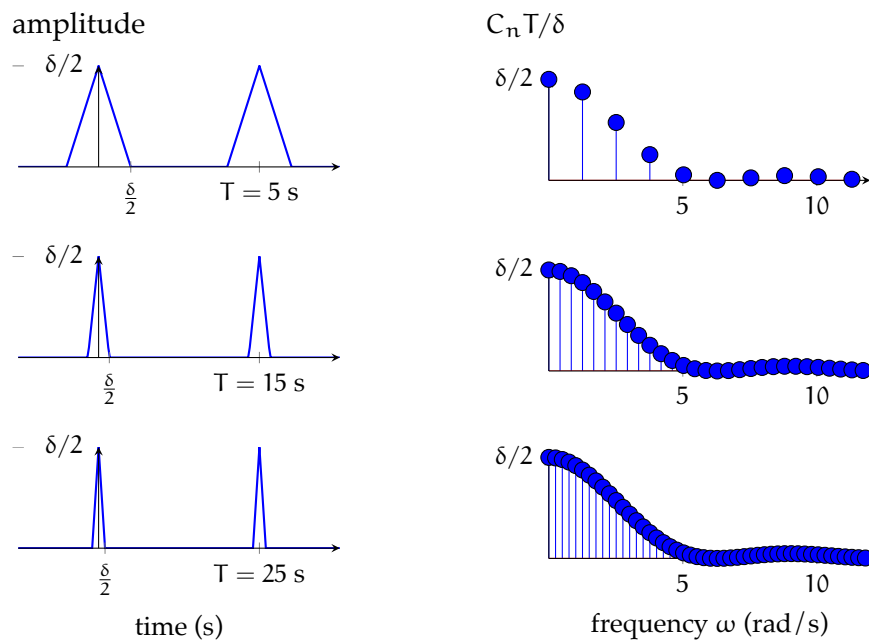 amplitude
δ/2
δ/2
T = 5 s
δ/2
δ/2
T = 15 s
δ/2
δ/2
T = 25 s
time (s)
CₙT/δ
δ/2
5
10
δ/2
5
10
δ/2
5
10
frequency ω (rad/s)